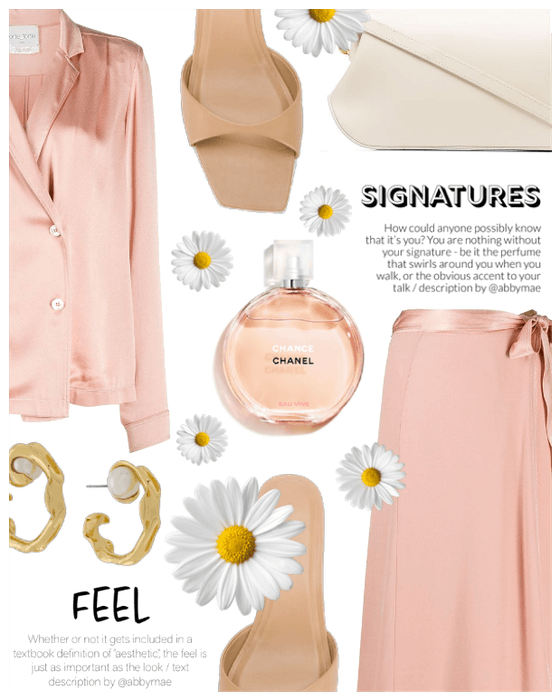 SIGNATURES
How could anyone possibly know
that it's you? You are nothing without
your signature - be it the perfume
that swirls around you when you
walk, or the obvious accent to your
talk / description by @abbymae
CHANCE
CHANEL
EAU VIVE
FEEL
Whether or not it gets included in a
textbook definition of "aesthetic", the feel is
just as important as the look / text
description by @abbymae